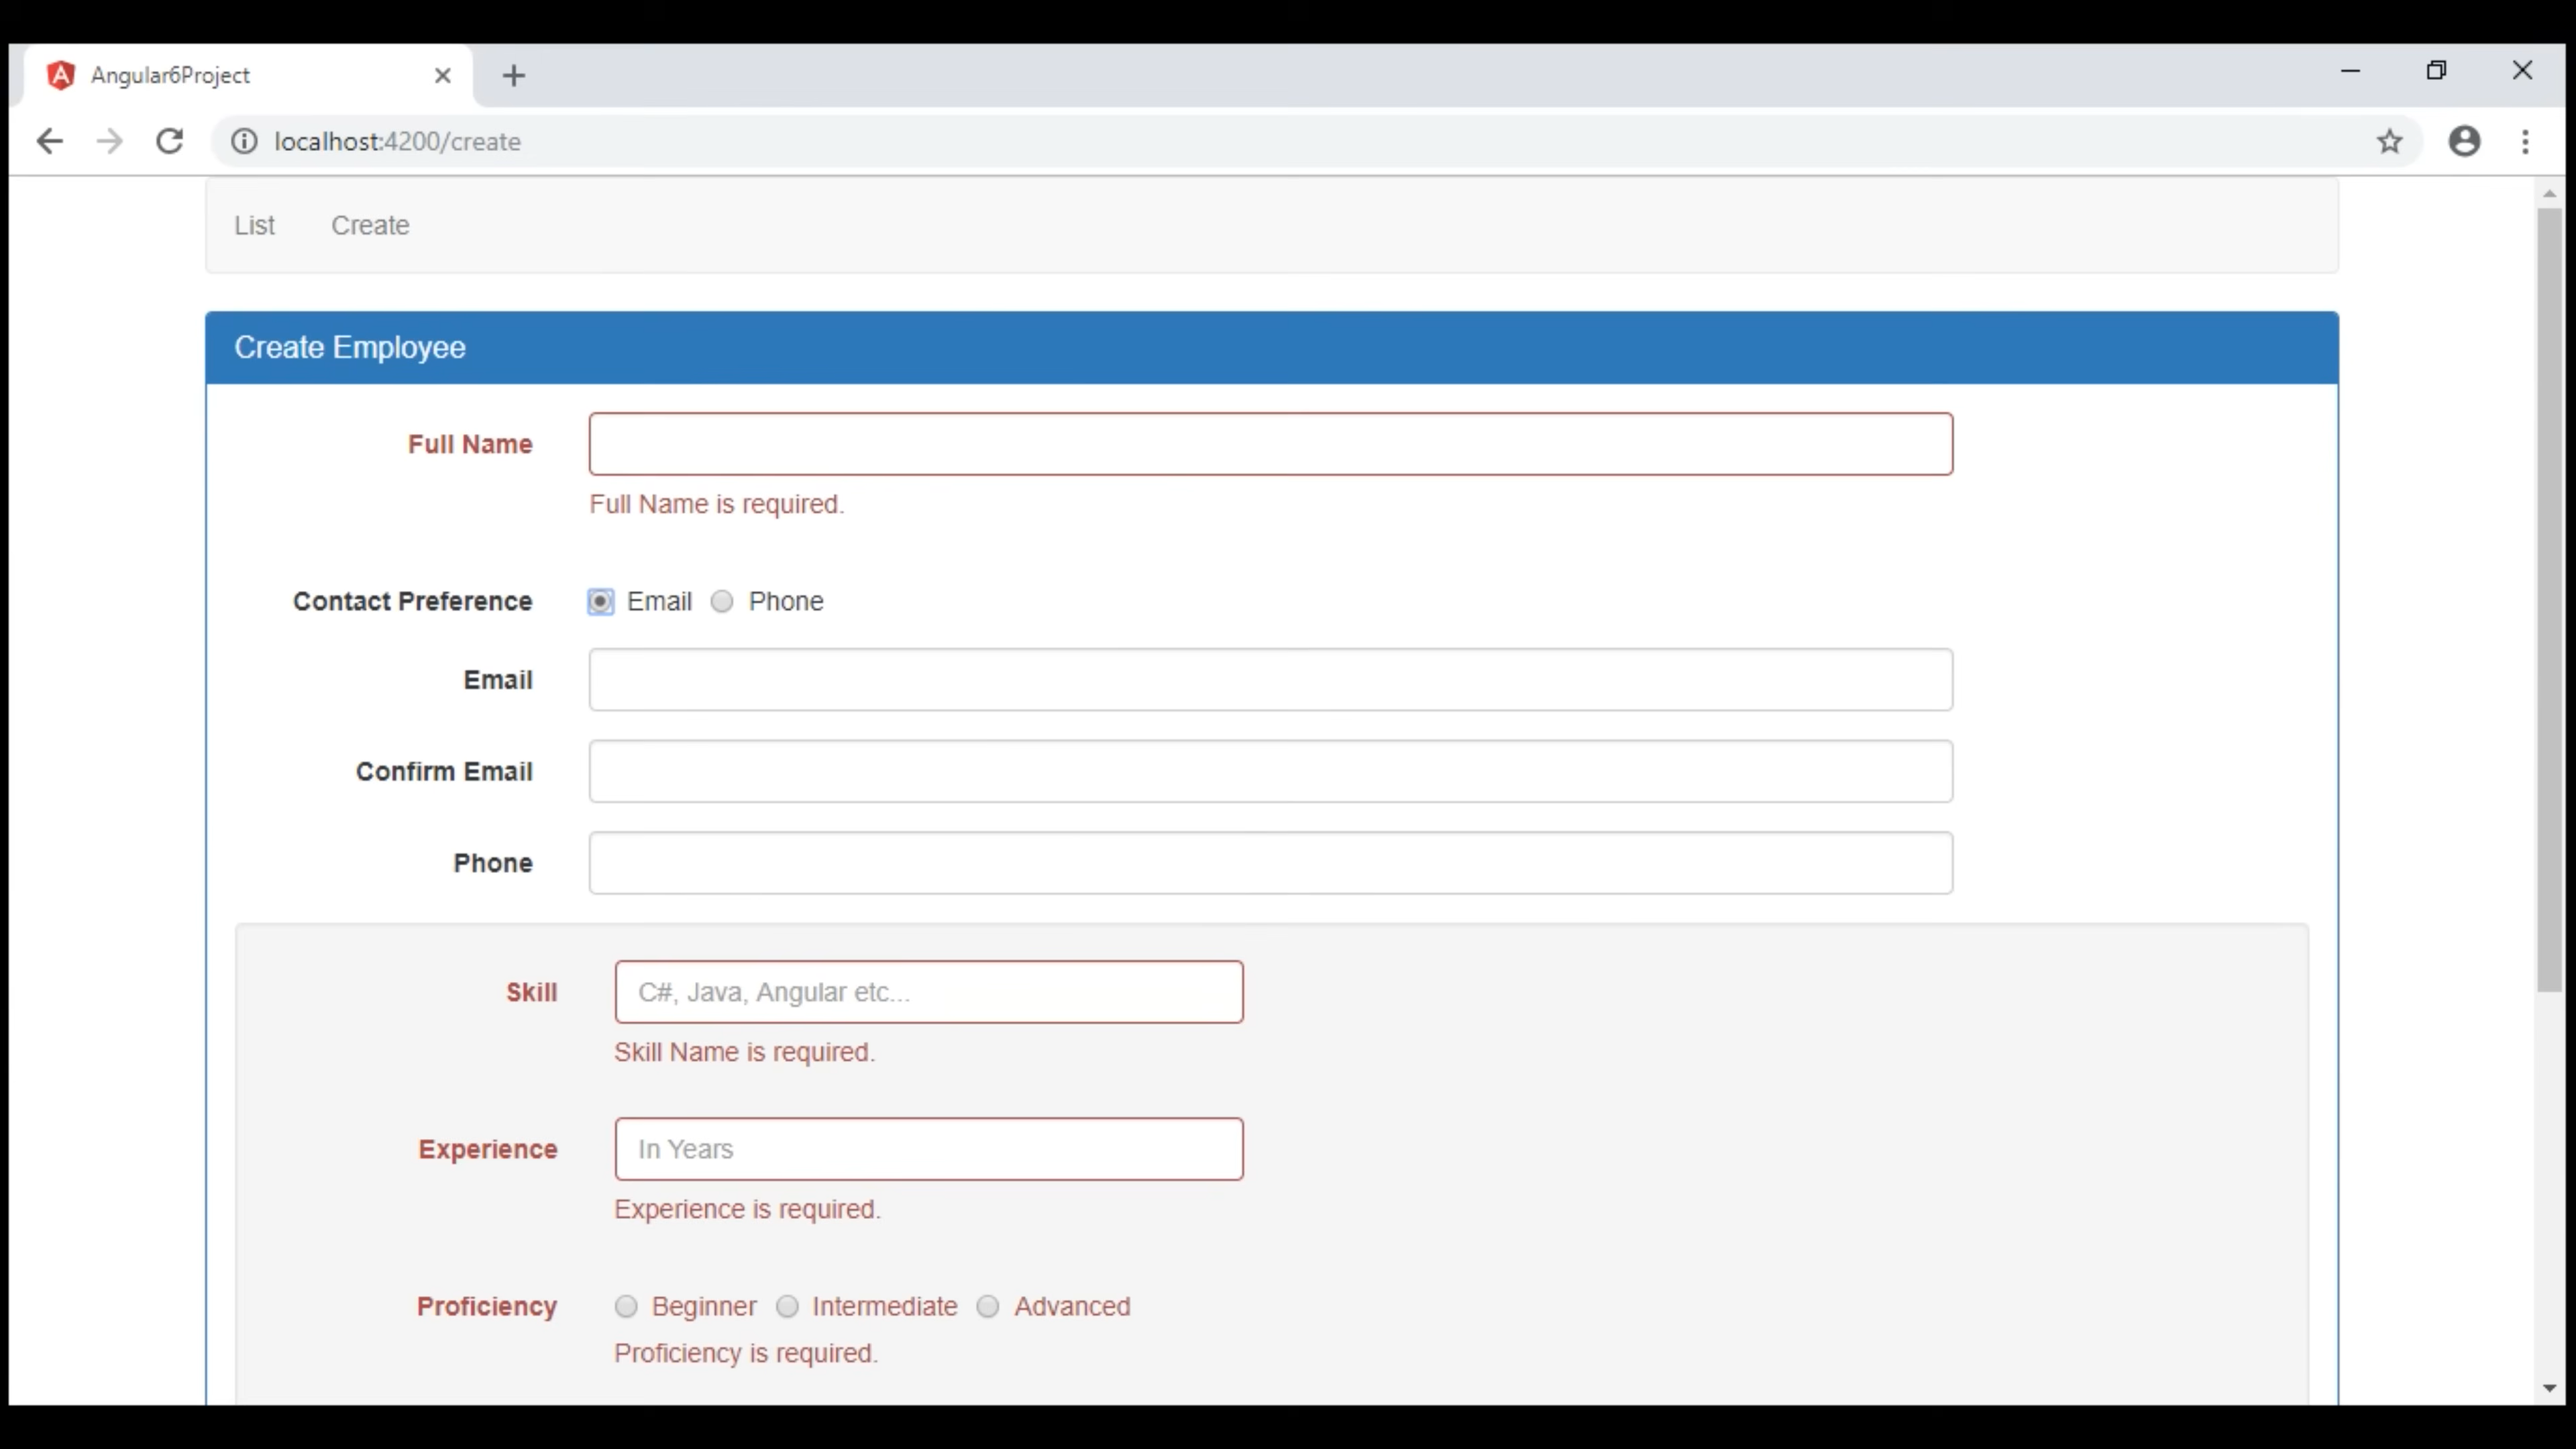 Angular6Project
localhost:4200/create
List Create
Create Employee
Full Name
Full Name is required.
Contact Preference Email Phone
Email
Confirm Email
Phone
Skill C#, Java, Angular etc...
Skill Name is required.
Experience In Years
Experience is required.
Proficiency Beginner Intermediate Advanced
Proficiency is required.